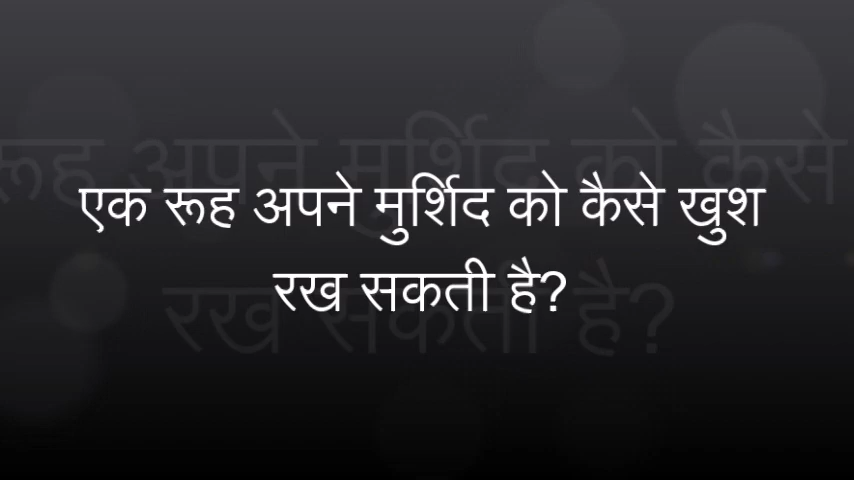 एक रूह अपने मुर्शिद को कैसे खुश
रख सकती है?